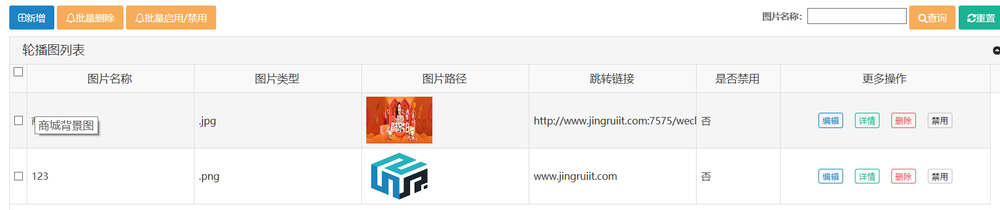 新增 批量删除 批量启用/禁用 图片名称： 查询 重置
轮播图列表
图片名称 图片类型 图片路径 跳转链接 是否禁用 更多操作
商城背景图 .jpg http://www.jingruiit.com:7575/wecl 否 编辑 详情 删除 禁用
123 .png www.jingruiit.com 否 编辑 详情 删除 禁用